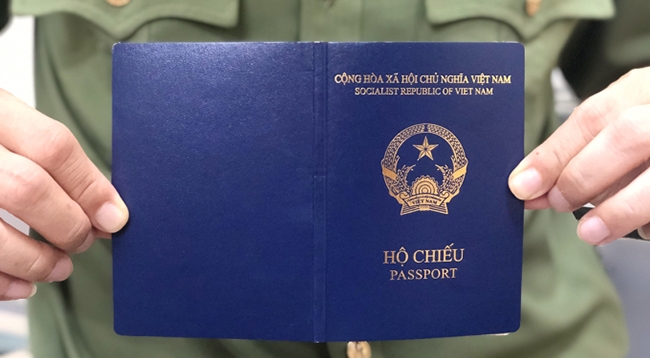 CỘNG HÒA XÃ HỘI CHỦ NGHĨA VIỆT NAM
SOCIALIST REPUBLIC OF VIET NAM
VIỆT NAM
HỘ CHIẾU
PASSPORT